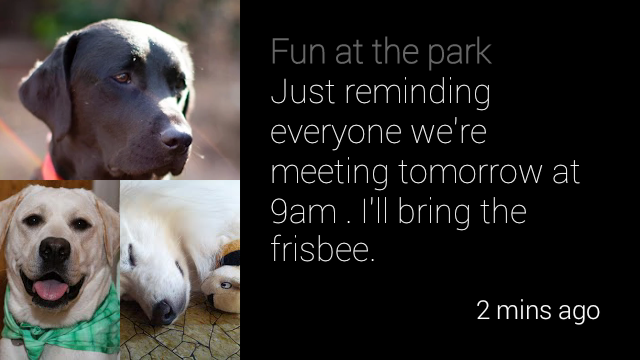 Fun at the park
Just reminding
everyone we're
meeting tomorrow at
9am . I'll bring the
frisbee.
2 mins ago